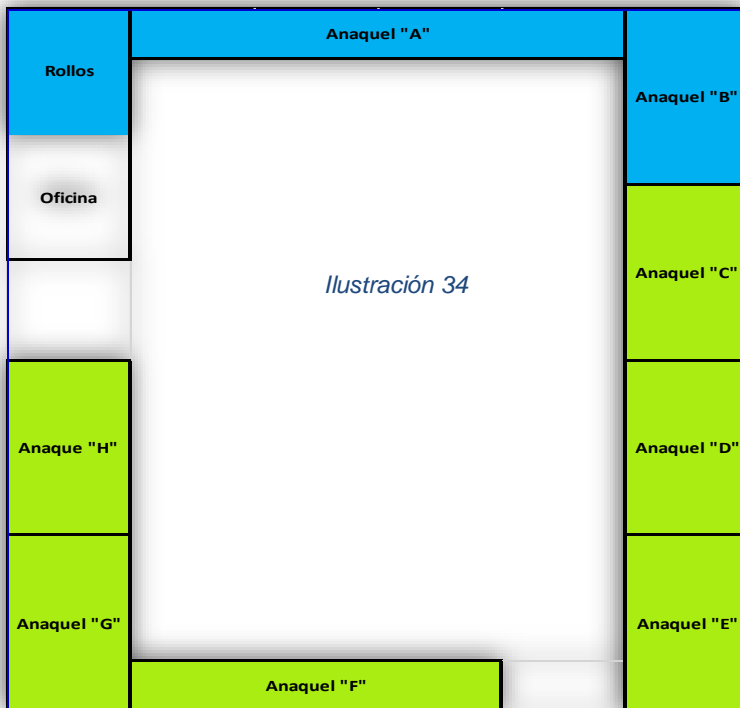 Anaquel "A"
Rollos
Anaquel "B"
Oficina
Anaquel "C"
Ilustración 34
Anaque "H"
Anaquel "D"
Anaquel "G"
Anaquel "E"
Anaquel "F"